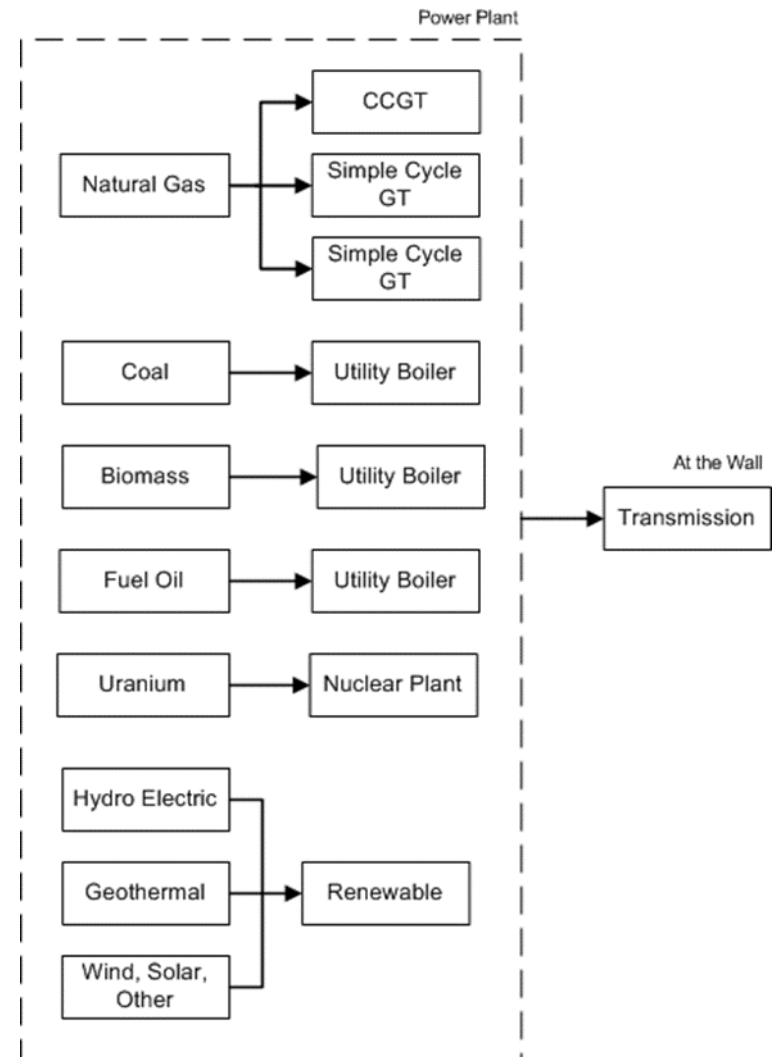 Power Plant
CCGT
Natural Gas
Simple Cycle
GT
Simple Cycle
GT
Coal
Utility Boiler
Biomass
Utility Boiler
At the Wall
Transmission
Fuel Oil
Utility Boiler
Uranium
Nuclear Plant
Hydro Electric
Geothermal
Renewable
Wind, Solar,
Other